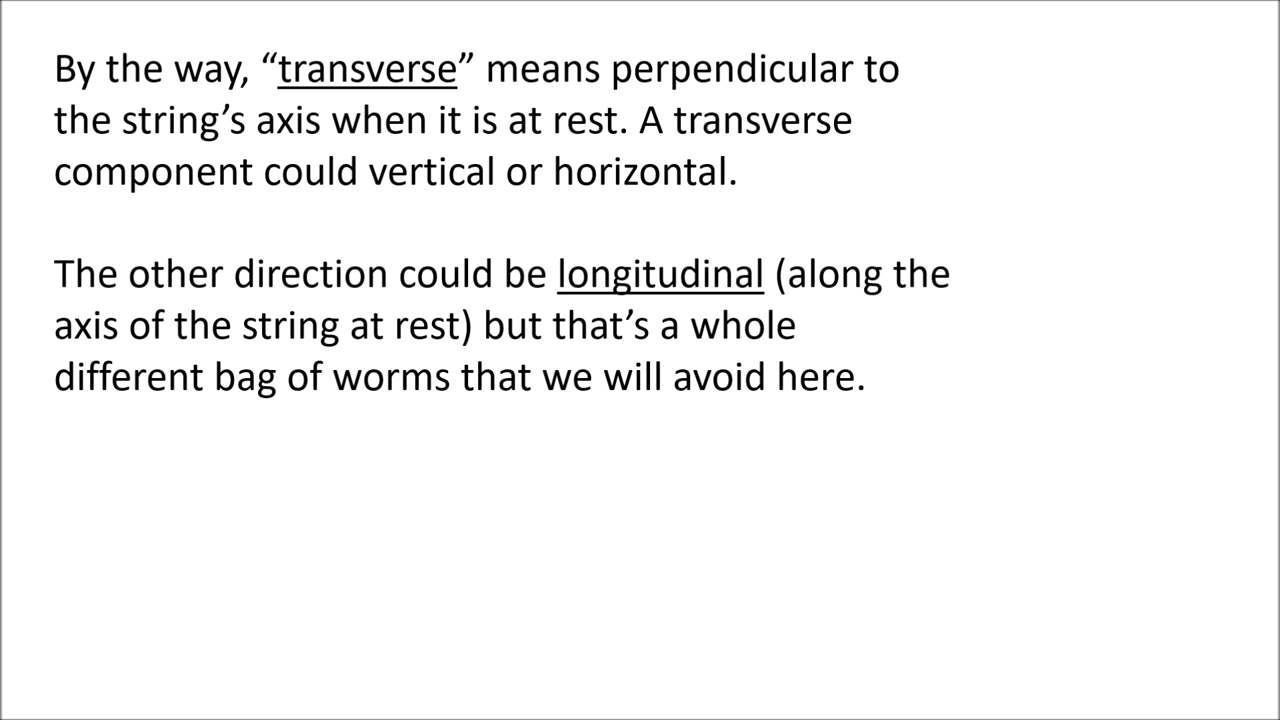 By the way, “transverse” means perpendicular to
the string’s axis when it is at rest. A transverse
component could vertical or horizontal.
The other direction could be longitudinal (along the
axis of the string at rest) but that’s a whole
different bag of worms that we will avoid here.